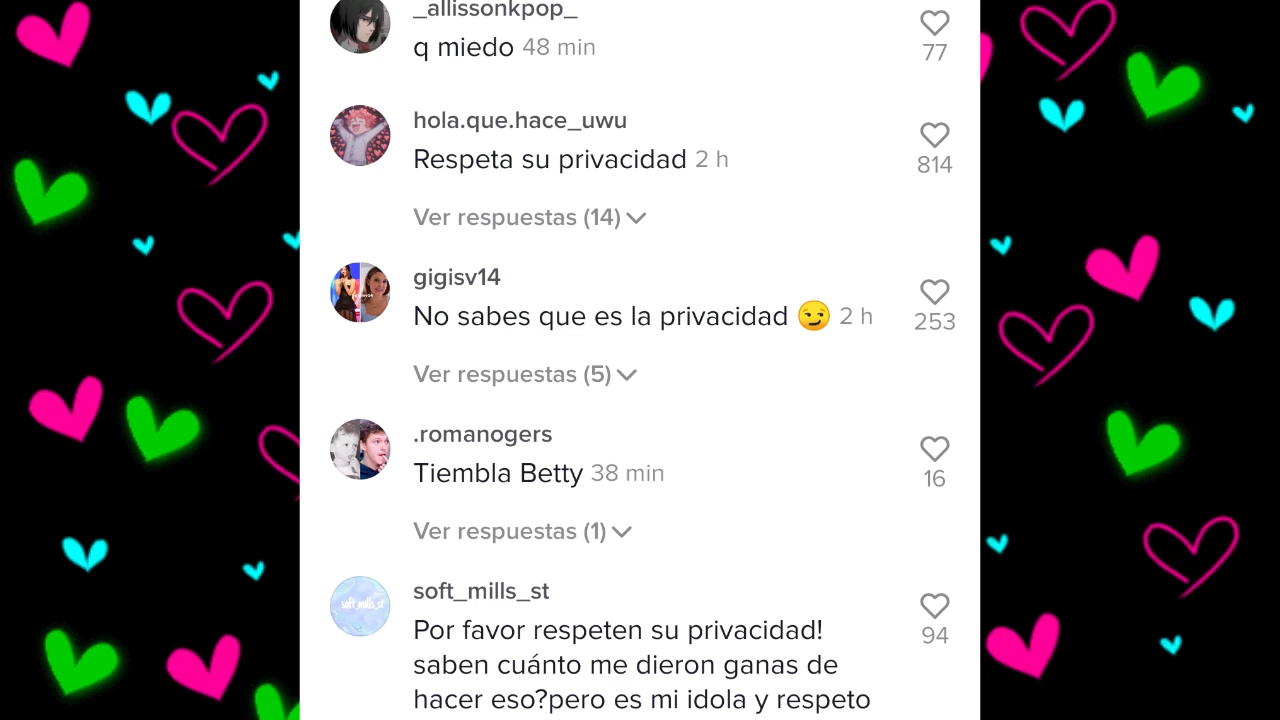 _allissonkpop_
q miedo 48 min
77
hola.que.hace_uwu
Respeta su privacidad 2 h
814
Ver respuestas (14)
gigisv14
No sabes que es la privacidad 😏 2 h
253
Ver respuestas (5)
.romanogers
Tiembla Betty 38 min
16
Ver respuestas (1)
soft_mills_st
soft_mills_st
Por favor respeten su privacidad!
94
saben cuánto me dieron ganas de
hacer eso?pero es mi idola y respeto